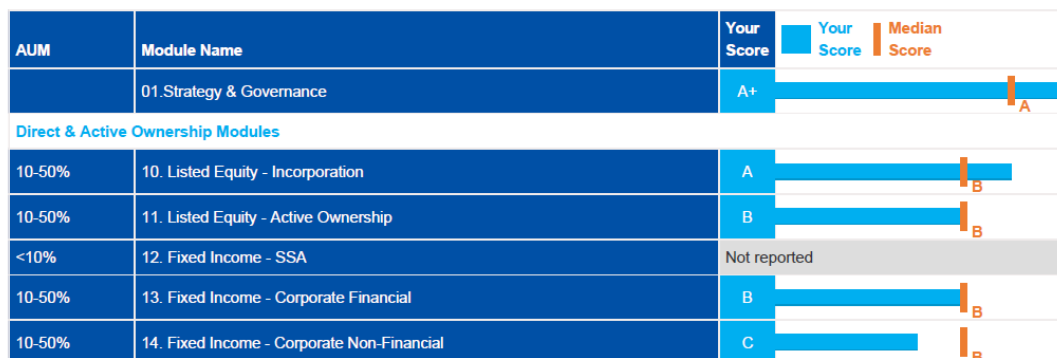 AUM Module Name Your Score Your Score Median Score
01.Strategy & Governance A+ A
Direct & Active Ownership Modules
10-50% 10. Listed Equity - Incorporation A B
10-50% 11. Listed Equity - Active Ownership B B
<10% 12. Fixed Income - SSA Not reported
10-50% 13. Fixed Income - Corporate Financial B B
10-50% 14. Fixed Income - Corporate Non-Financial C B